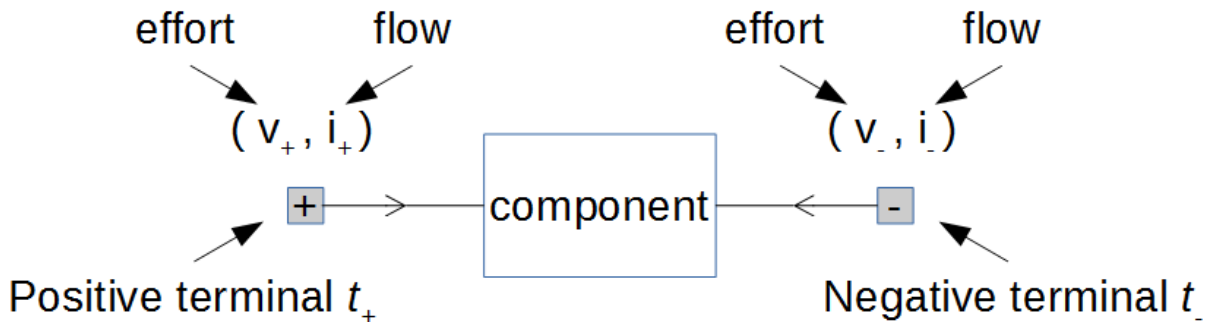 effort flow effort flow
( v₊ , i₊ ) ( v₋ , i₋ )
+ component -
Positive terminal t₊ Negative terminal t₋